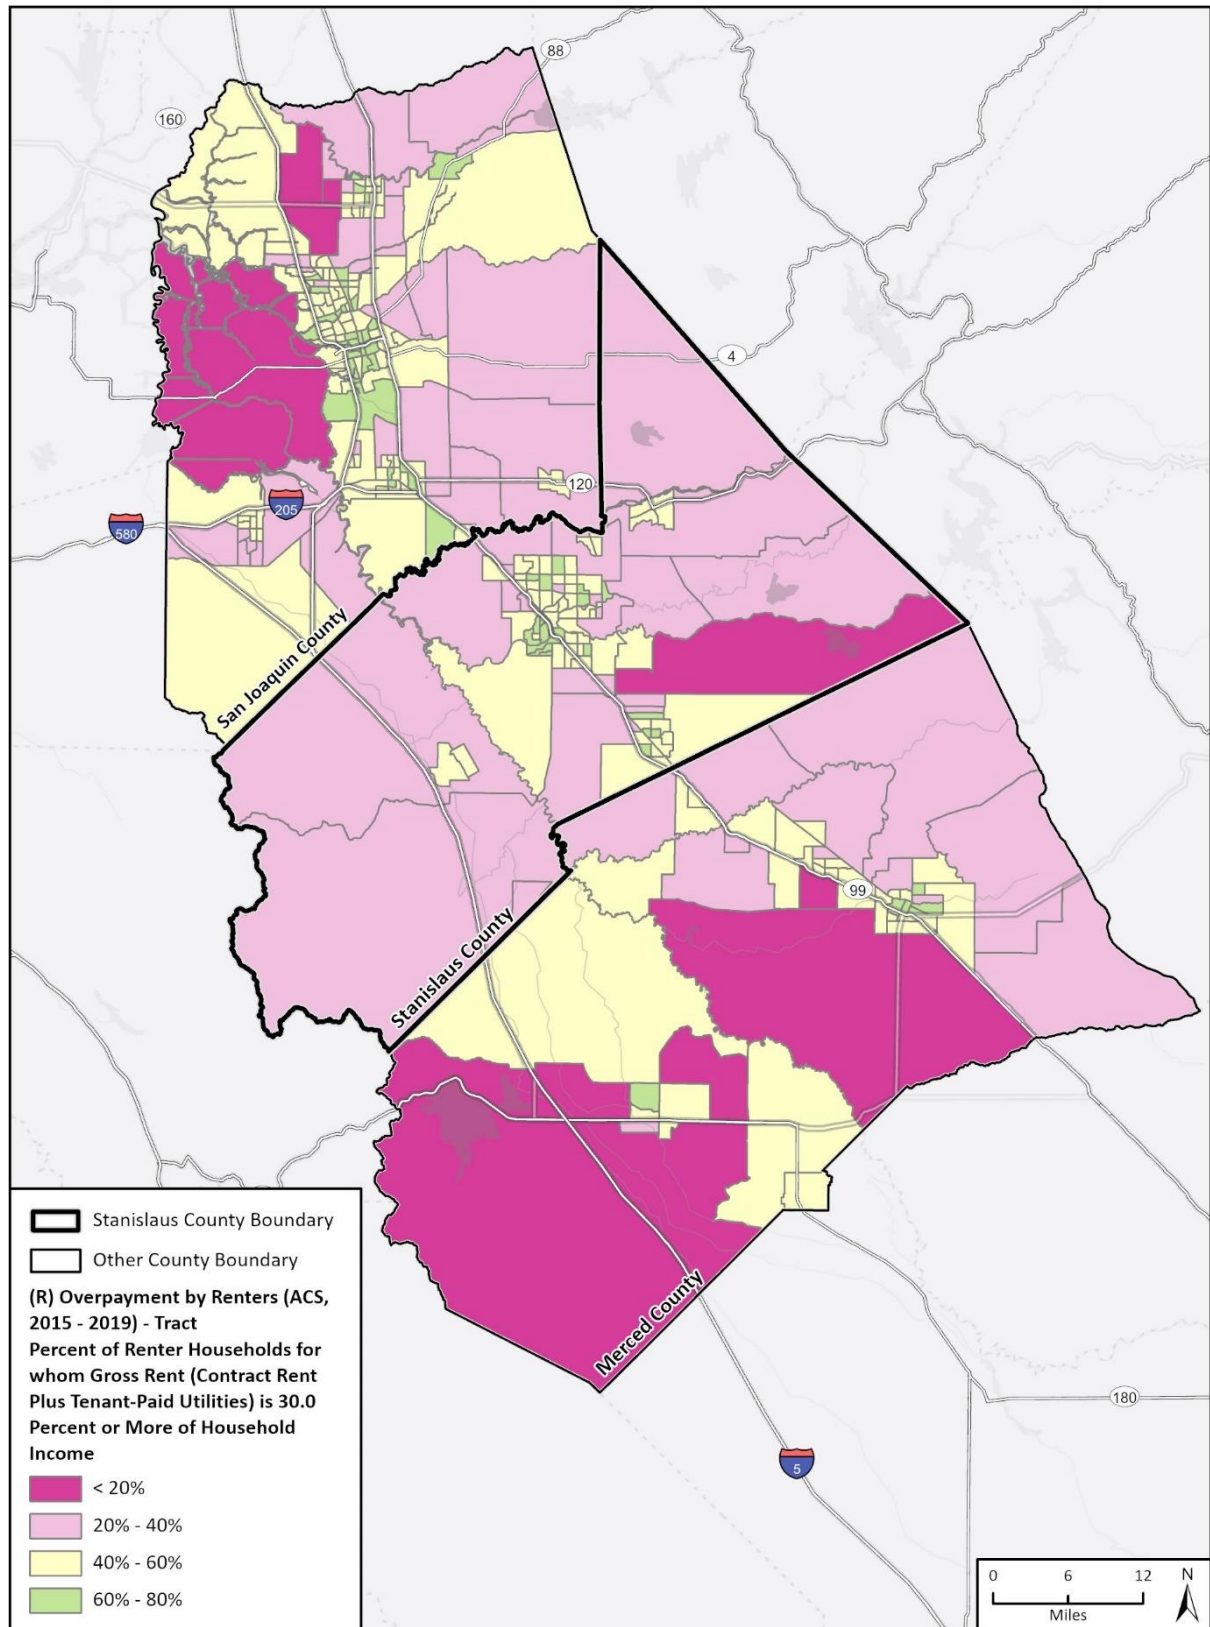 88
160
4
120
205
580
San Joaquin County
99
Stanislaus County
Merced County
180
5
Stanislaus County Boundary
Other County Boundary
(R) Overpayment by Renters (ACS,
2015 - 2019) - Tract
Percent of Renter Households for
whom Gross Rent (Contract Rent
Plus Tenant-Paid Utilities) is 30.0
Percent or More of Household
Income
< 20%
20% - 40%
40% - 60%
60% - 80%
0 6 12
Miles
N